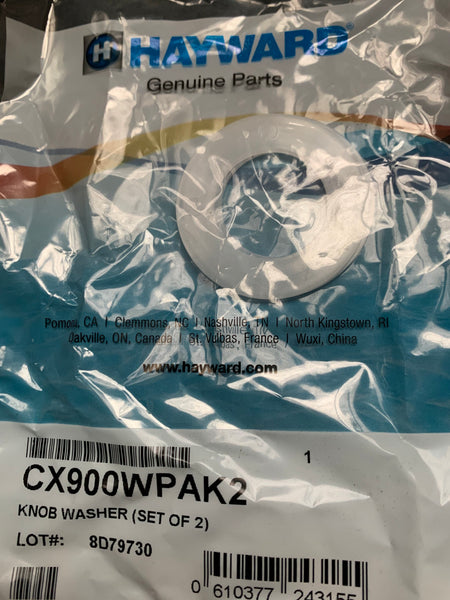 HAYWARD®
Genuine Parts
Pomona, CA | Clemmons, NC | Nashville, TN | North Kingstown, RI
Oakville, ON, Canada | St. Vulbas, France | Wuxi, China
www.hayward.com
1
CX900WPAK2
KNOB WASHER (SET OF 2)
LOT#: 8D79730
0 610377 243155